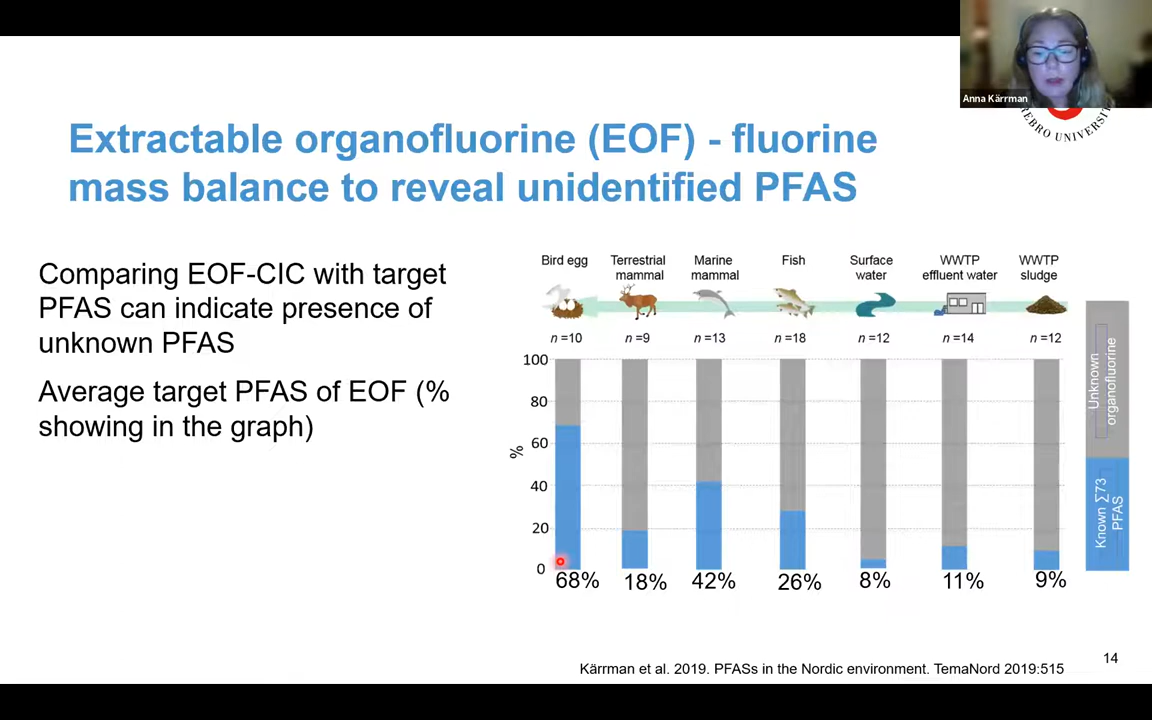 Anna Kärrman
REBRO UNIVERSIT
Extractable organofluorine (EOF) - fluorine
mass balance to reveal unidentified PFAS
Comparing EOF-CIC with target
PFAS can indicate presence of
unknown PFAS
Average target PFAS of EOF (%
showing in the graph)
Bird egg
Terrestrial
mammal
Marine
mammal
Fish
Surface
water
WWTP
effluent water
WWTP
sludge
n =10
n =9
n =13
n =18
n =12
n =14
n =12
100
80
60
40
20
0
%
68%
18%
42%
26%
8%
11%
9%
Unknown
organofluorine
Known ∑73
PFAS
14
Kärrman et al. 2019. PFASs in the Nordic environment. TemaNord 2019:515